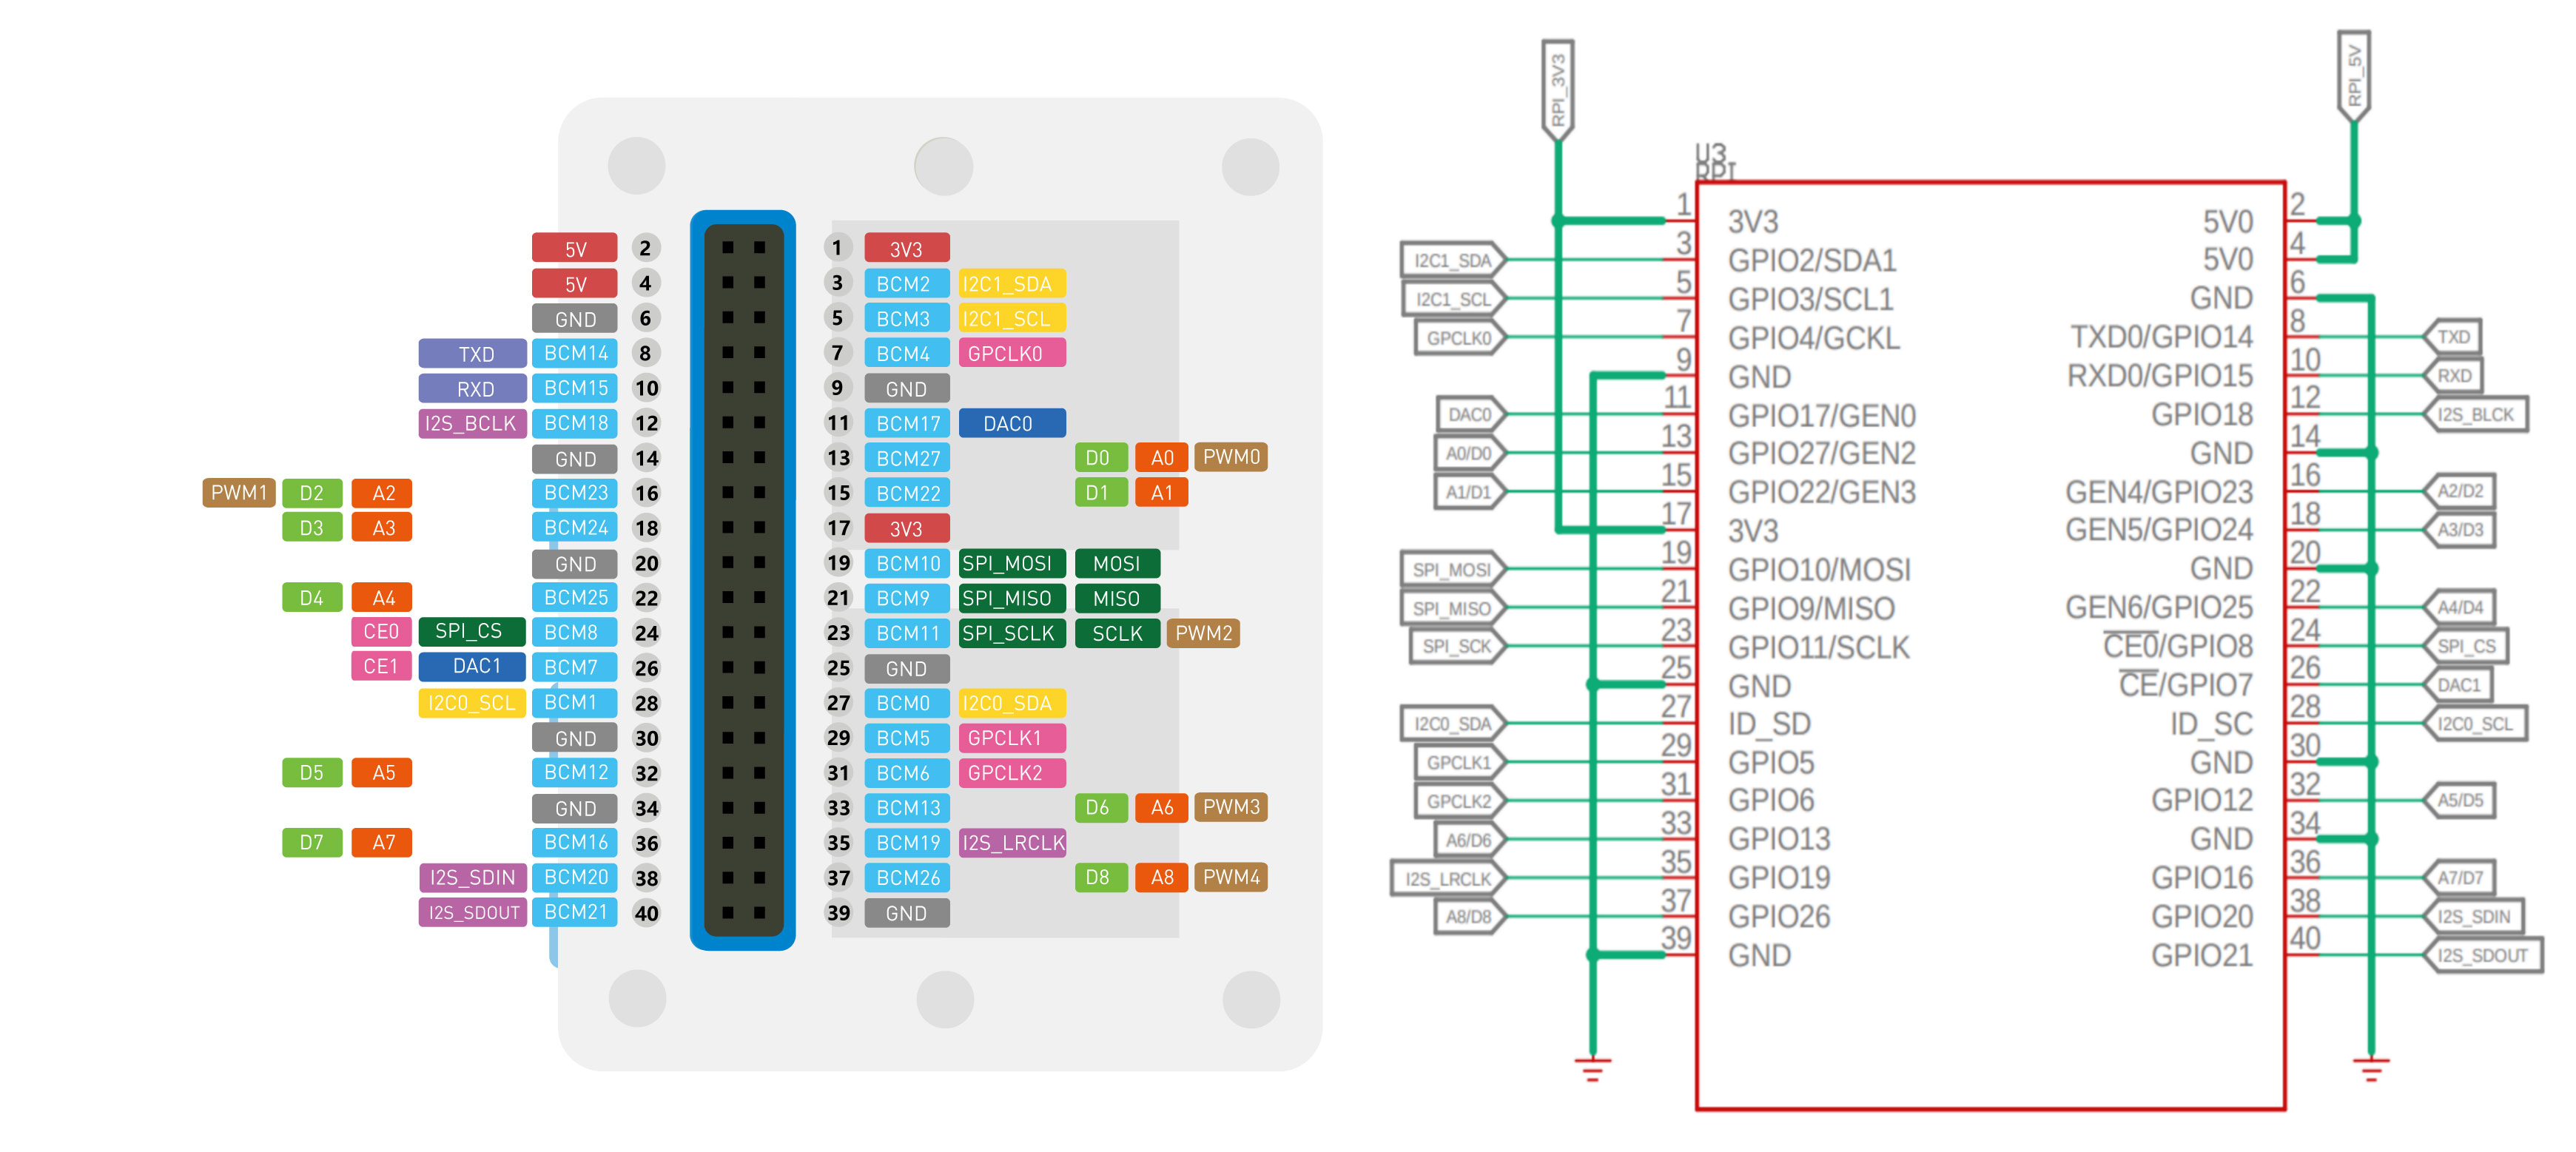 PWM1 D2 A2
5V 2 1 3V3
5V 4 3 BCM2 I2C1_SDA
GND 6 5 BCM3 I2C1_SCL
TXD BCM14 8 7 BCM4 GPCLK0
RXD BCM15 10 9 GND
I2S_BCLK BCM18 12 11 BCM17 DAC0
GND 14 13 BCM27 D0 A0 PWM0
BCM23 16 15 BCM22 D1 A1
D3 A3 BCM24 18 17 3V3
GND 20 19 BCM10 SPI_MOSI MOSI
D4 A4 BCM25 22 21 BCM9 SPI_MISO MISO
CE0 SPI_CS BCM8 24 23 BCM11 SPI_SCLK SCLK PWM2
CE1 DAC1 BCM7 26 25 GND
I2C0_SCL BCM1 28 27 BCM0 I2C0_SDA
GND 30 29 BCM5 GPCLK1
D5 A5 BCM12 32 31 BCM6 GPCLK2
GND 34 33 BCM13 D6 A6 PWM3
D7 A7 BCM16 36 35 BCM19 I2S_LRCLK
I2S_SDIN BCM20 38 37 BCM26 D8 A8 PWM4
I2S_SDOUT BCM21 40 39 GND
RPI_3V3 RPI_5V
U3
RPI
1 3V3 5V0 2
I2C1_SDA 3 GPIO2/SDA1 5V0 4
I2C1_SCL 5 GPIO3/SCL1 GND 6
GPCLK0 7 GPIO4/GCKL TXD0/GPIO14 8 TXD
9 GND RXD0/GPIO15 10 RXD
DAC0 11 GPIO17/GEN0 GPIO18 12 I2S_BLCK
A0/D0 13 GPIO27/GEN2 GND 14
A1/D1 15 GPIO22/GEN3 GEN4/GPIO23 16 A2/D2
17 3V3 GEN5/GPIO24 18 A3/D3
SPI_MOSI 19 GPIO10/MOSI GND 20
SPI_MISO 21 GPIO9/MISO GEN6/GPIO25 22 A4/D4
SPI_SCK 23 GPIO11/SCLK CE0/GPIO8 24 SPI_CS
25 GND CE/GPIO7 26 DAC1
I2C0_SDA 27 ID_SD ID_SC 28 I2C0_SCL
GPCLK1 29 GPIO5 GND 30
GPCLK2 31 GPIO6 GPIO12 32 A5/D5
A6/D6 33 GPIO13 GND 34
I2S_LRCLK 35 GPIO19 GPIO16 36 A7/D7
A8/D8 37 GPIO26 GPIO20 38 I2S_SDIN
39 GND GPIO21 40 I2S_SDOUT